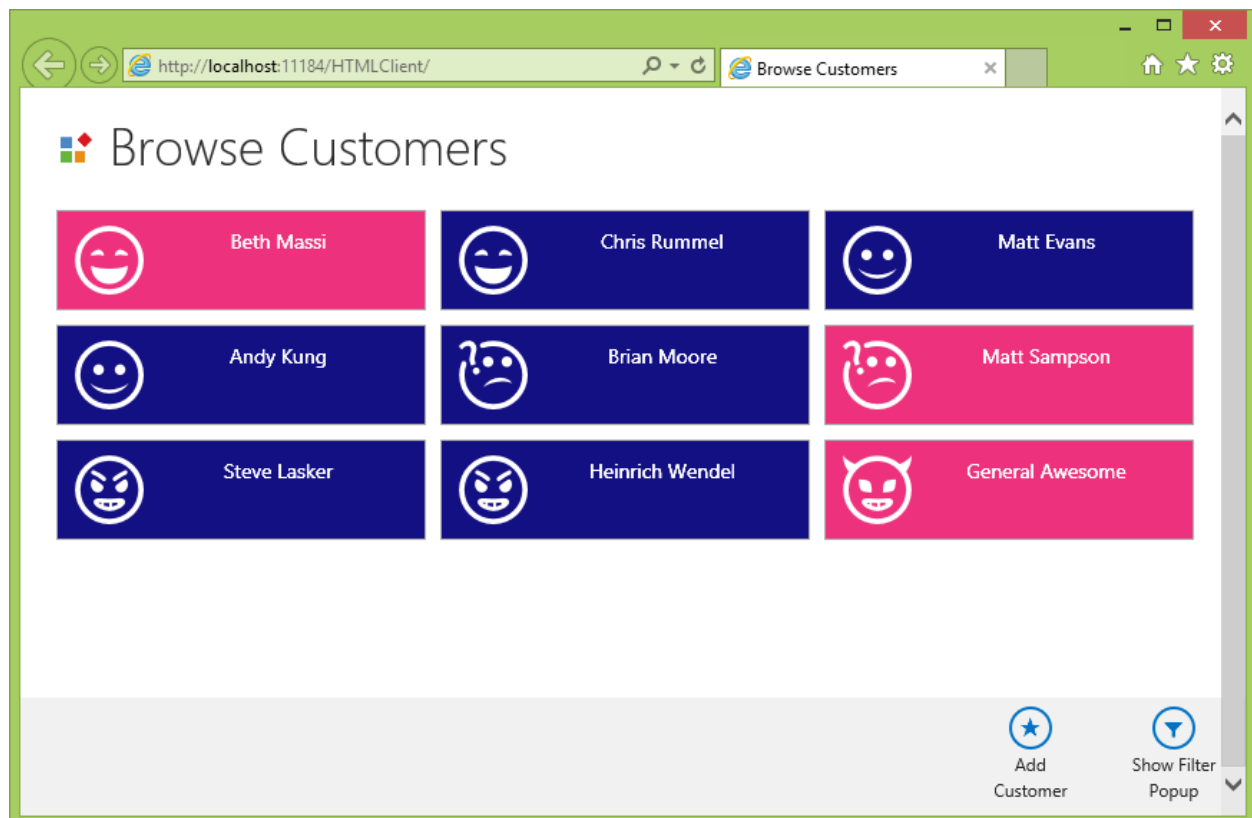 http://localhost:11184/HTMLClient/
Browse Customers
Browse Customers
Beth Massi
Chris Rummel
Matt Evans
Andy Kung
Brian Moore
Matt Sampson
Steve Lasker
Heinrich Wendel
General Awesome
Add
Customer
Show Filter
Popup